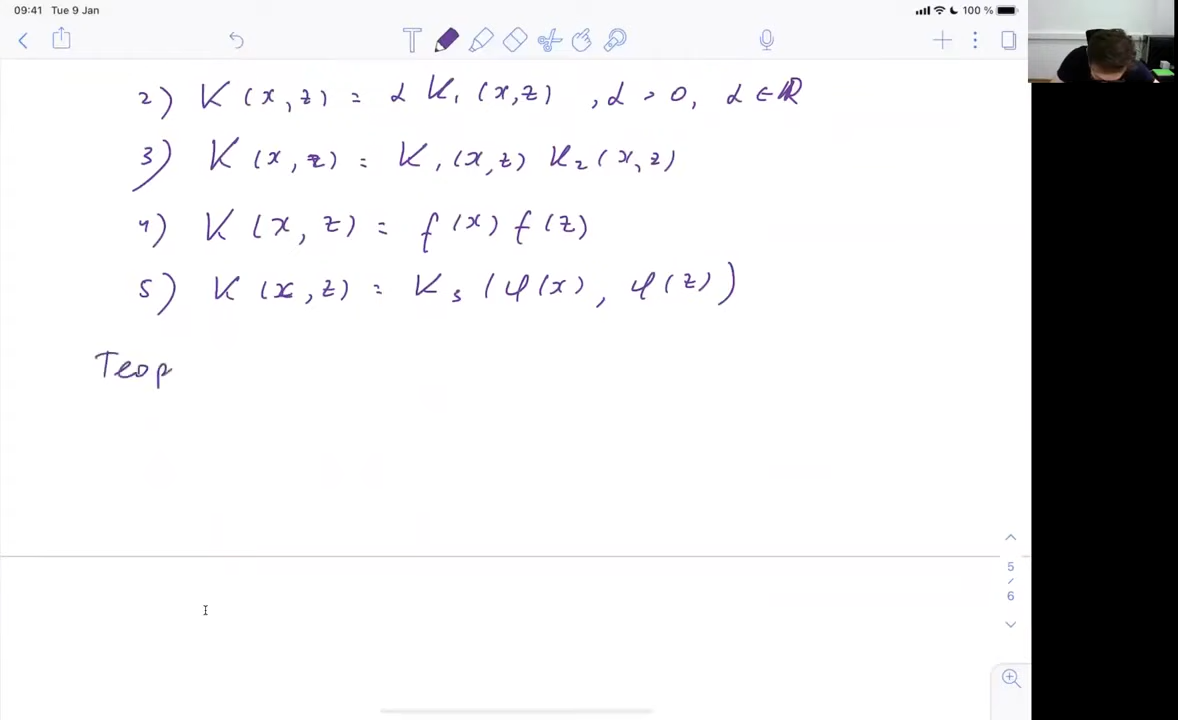 09:41 Tue 9 Jan
100 %
2) K(x,z) = α K₁(x,z), α > 0, α ∈ ℝ
3) K(x,z) = K₁(x,z) K₂(x,z)
4) K(x,z) = f(x) f(z)
5) K(x,z) = K₃(φ(x), φ(z))
Теор
5
/
6